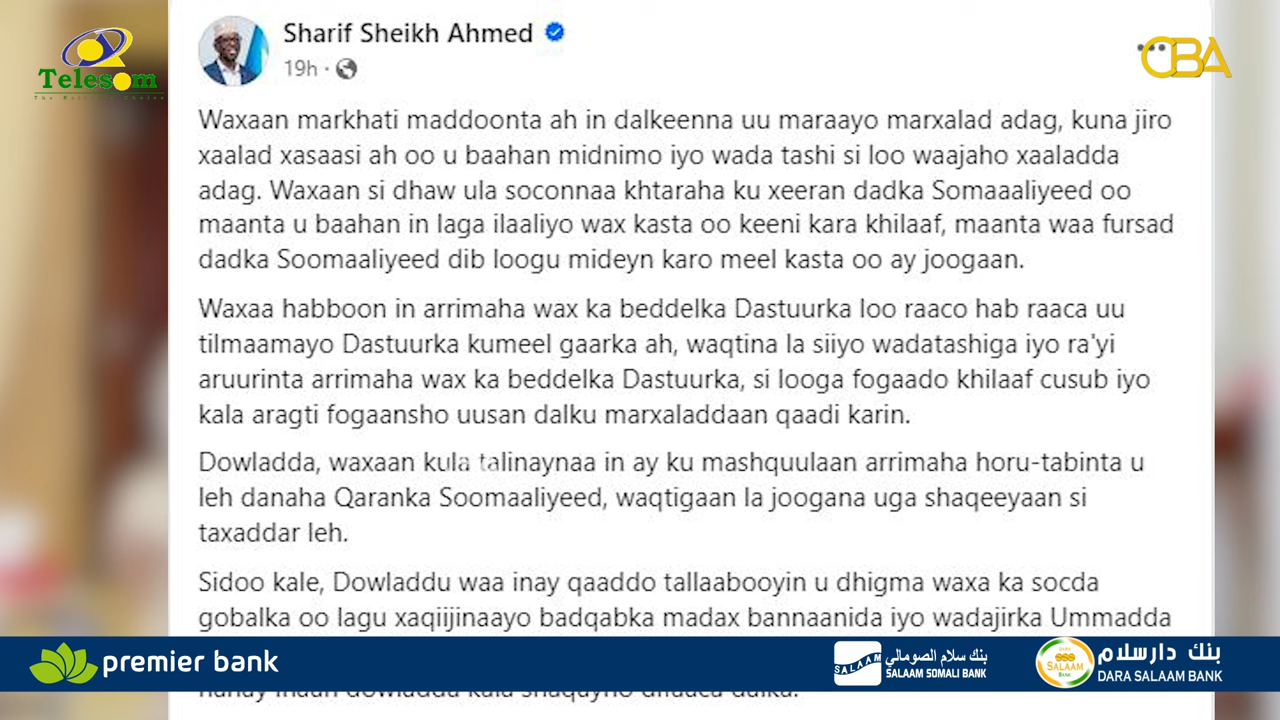 Sharif Sheikh Ahmed
19h ·
Telesom
CBA
Waxaan markhati maddoonta ah in dalkeenna uu maraayo marxalad adag, kuna jiro
xaalad xasaasi ah oo u baahan midnimo iyo wada tashi si loo waajaho xaaladda
adag. Waxaan si dhaw ula soconnaa khtaraha ku xeeran dadka Somaaaliyeed oo
maanta u baahan in laga ilaaliyo wax kasta oo keeni kara khilaaf, maanta waa fursad
dadka Soomaaliyeed dib loogu mideyn karo meel kasta oo ay joogaan.
Waxaa habboon in arrimaha wax ka beddelka Dastuurka loo raaco hab raaca uu
tilmaamayo Dastuurka kumeel gaarka ah, waqtina la siiyo wadatashiga iyo ra'yi
aruurinta arrimaha wax ka beddelka Dastuurka, si looga fogaado khilaaf cusub iyo
kala aragti fogaansho uusan dalku marxaladdaan qaadi karin.
Dowladda, waxaan kula talinaynaa in ay ku mashquulaan arrimaha horu-tabinta u
leh danaha Qaranka Soomaaliyeed, waqtigaan la joogana uga shaqeeyaan si
taxaddar leh.
Sidoo kale, Dowladdu waa inay qaaddo tallaabooyin u dhigma waxa ka socda
gobalka oo lagu xaqiijinaayo badqabka madax bannaanida iyo wadajirka Ummadda
premier bank
SALAAM
بنك سلام الصومالي
SALAAM SOMALI BANK
SALAAM
بنك دارسلام
DARA SALAAM BANK